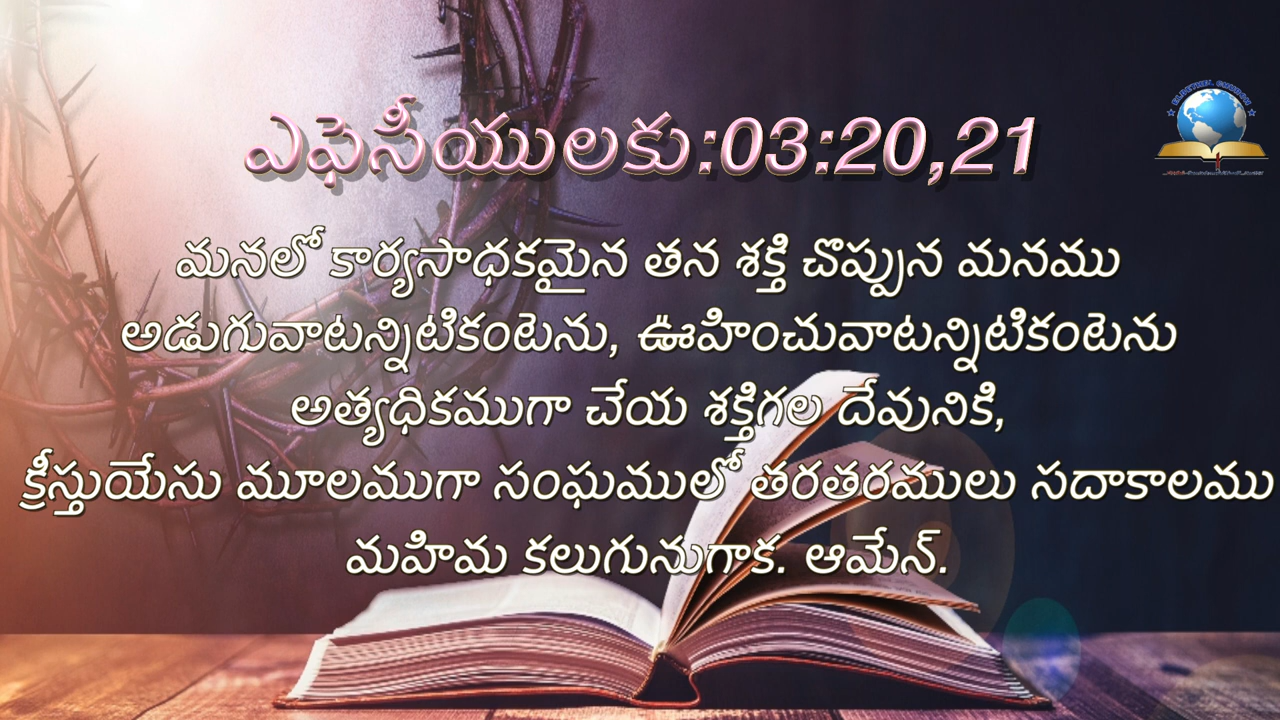 ఎఫెసీయులకు:03:20,21
మనలో కార్యసాధకమైన తన శక్తి చొప్పున మనము
అడుగువాటన్నిటికంటెను, ఊహించువాటన్నిటికంటెను
అత్యధికముగా చేయ శక్తిగల దేవునికి,
క్రీస్తుయేసు మూలముగా సంఘములో తరతరములు సదాకాలము
మహిమ కలుగునుగాక. ఆమేన్.